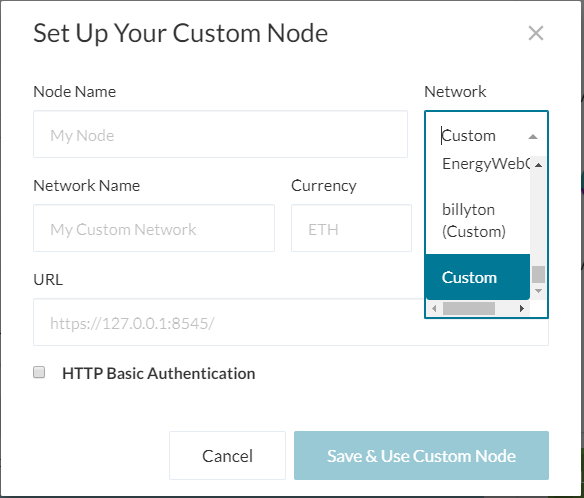 Set Up Your Custom Node
Node Name
Network
My Node
Custom
EnergyWebC
Network Name
Currency
billyton
(Custom)
My Custom Network
ETH
Custom
URL
https://127.0.0.1:8545/
HTTP Basic Authentication
Cancel
Save & Use Custom Node